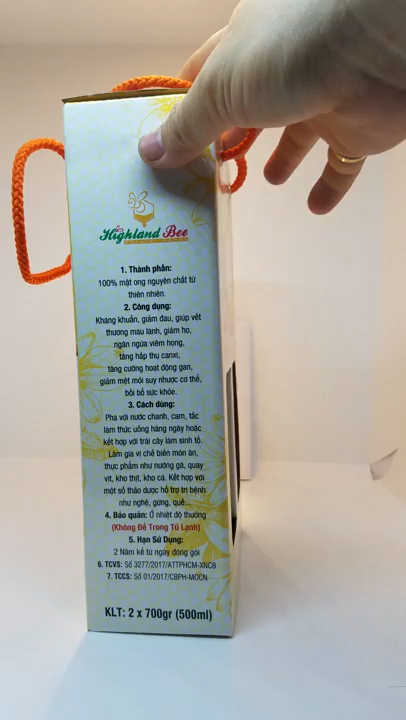 Highland Bee
1. Thành phần:
100% mật ong nguyên chất từ
thiên nhiên.
2. Công dụng:
Kháng khuẩn, giảm đau, giúp vết
thương mau lành, giảm ho,
ngăn ngừa viêm họng,
tăng hấp thụ canxi,
tăng cường hoạt động gan,
giảm mệt mỏi suy nhược cơ thể,
bồi bổ sức khỏe.
3. Cách dùng:
Pha với nước chanh, cam, tắc
làm thức uống hàng ngày hoặc
kết hợp với trái cây làm sinh tố.
Làm gia vị chế biến món ăn,
thực phẩm như nướng gà, quay
vịt, kho thịt, kho cá. Kết hợp với
một số thảo dược hỗ trợ trị bệnh
như nghệ, gừng, quế...
4. Bảo quản: Ở nhiệt độ thường
(Không Để Trong Tủ Lạnh)
5. Hạn Sử Dụng:
2 Năm kể từ ngày đóng gói
6. TCVS: Số 3277/2017/ATTPHCM-XNCB
7. TCCS: Số 01/2017/CBPH-MOCN
KLT: 2 x 700gr (500ml)